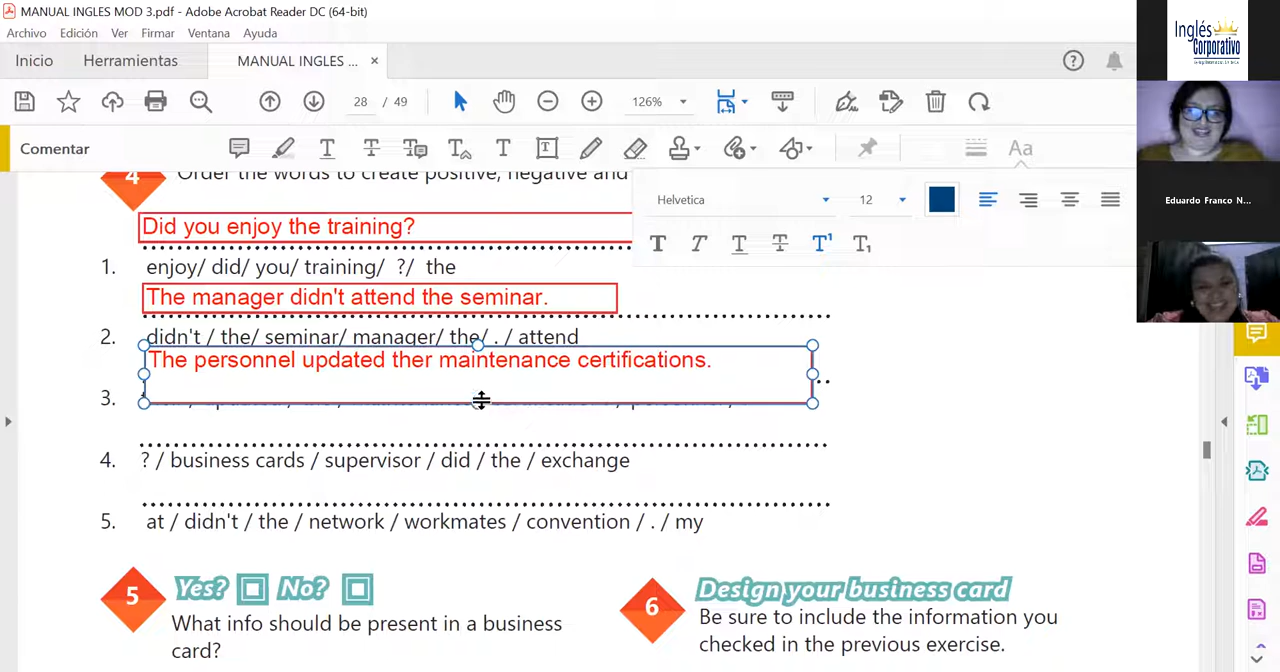 MANUAL INGLES MOD 3.pdf - Adobe Acrobat Reader DC (64-bit)
Archivo Edición Ver Firmar Ventana Ayuda
Inicio Herramientas MANUAL INGLES ... ×
28 / 49 126%
Comentar
Aa
Helvetica 12
4 Order the words to create positive, negative and
Did you enjoy the training?
1. enjoy/ did/ you/ training/ ?/ the
The manager didn't attend the seminar.
2. didn't / the/ seminar/ manager/ the/ . / attend
The personnel updated ther maintenance certifications.
3.
4. ? / business cards / supervisor / did / the / exchange
5. at / didn't / the / network / workmates / convention / . / my
5 Yes? No?
What info should be present in a business
card?
6 Design your business card
Be sure to include the information you
checked in the previous exercise.
Inglés
Corporativo
Eduardo Franco N...